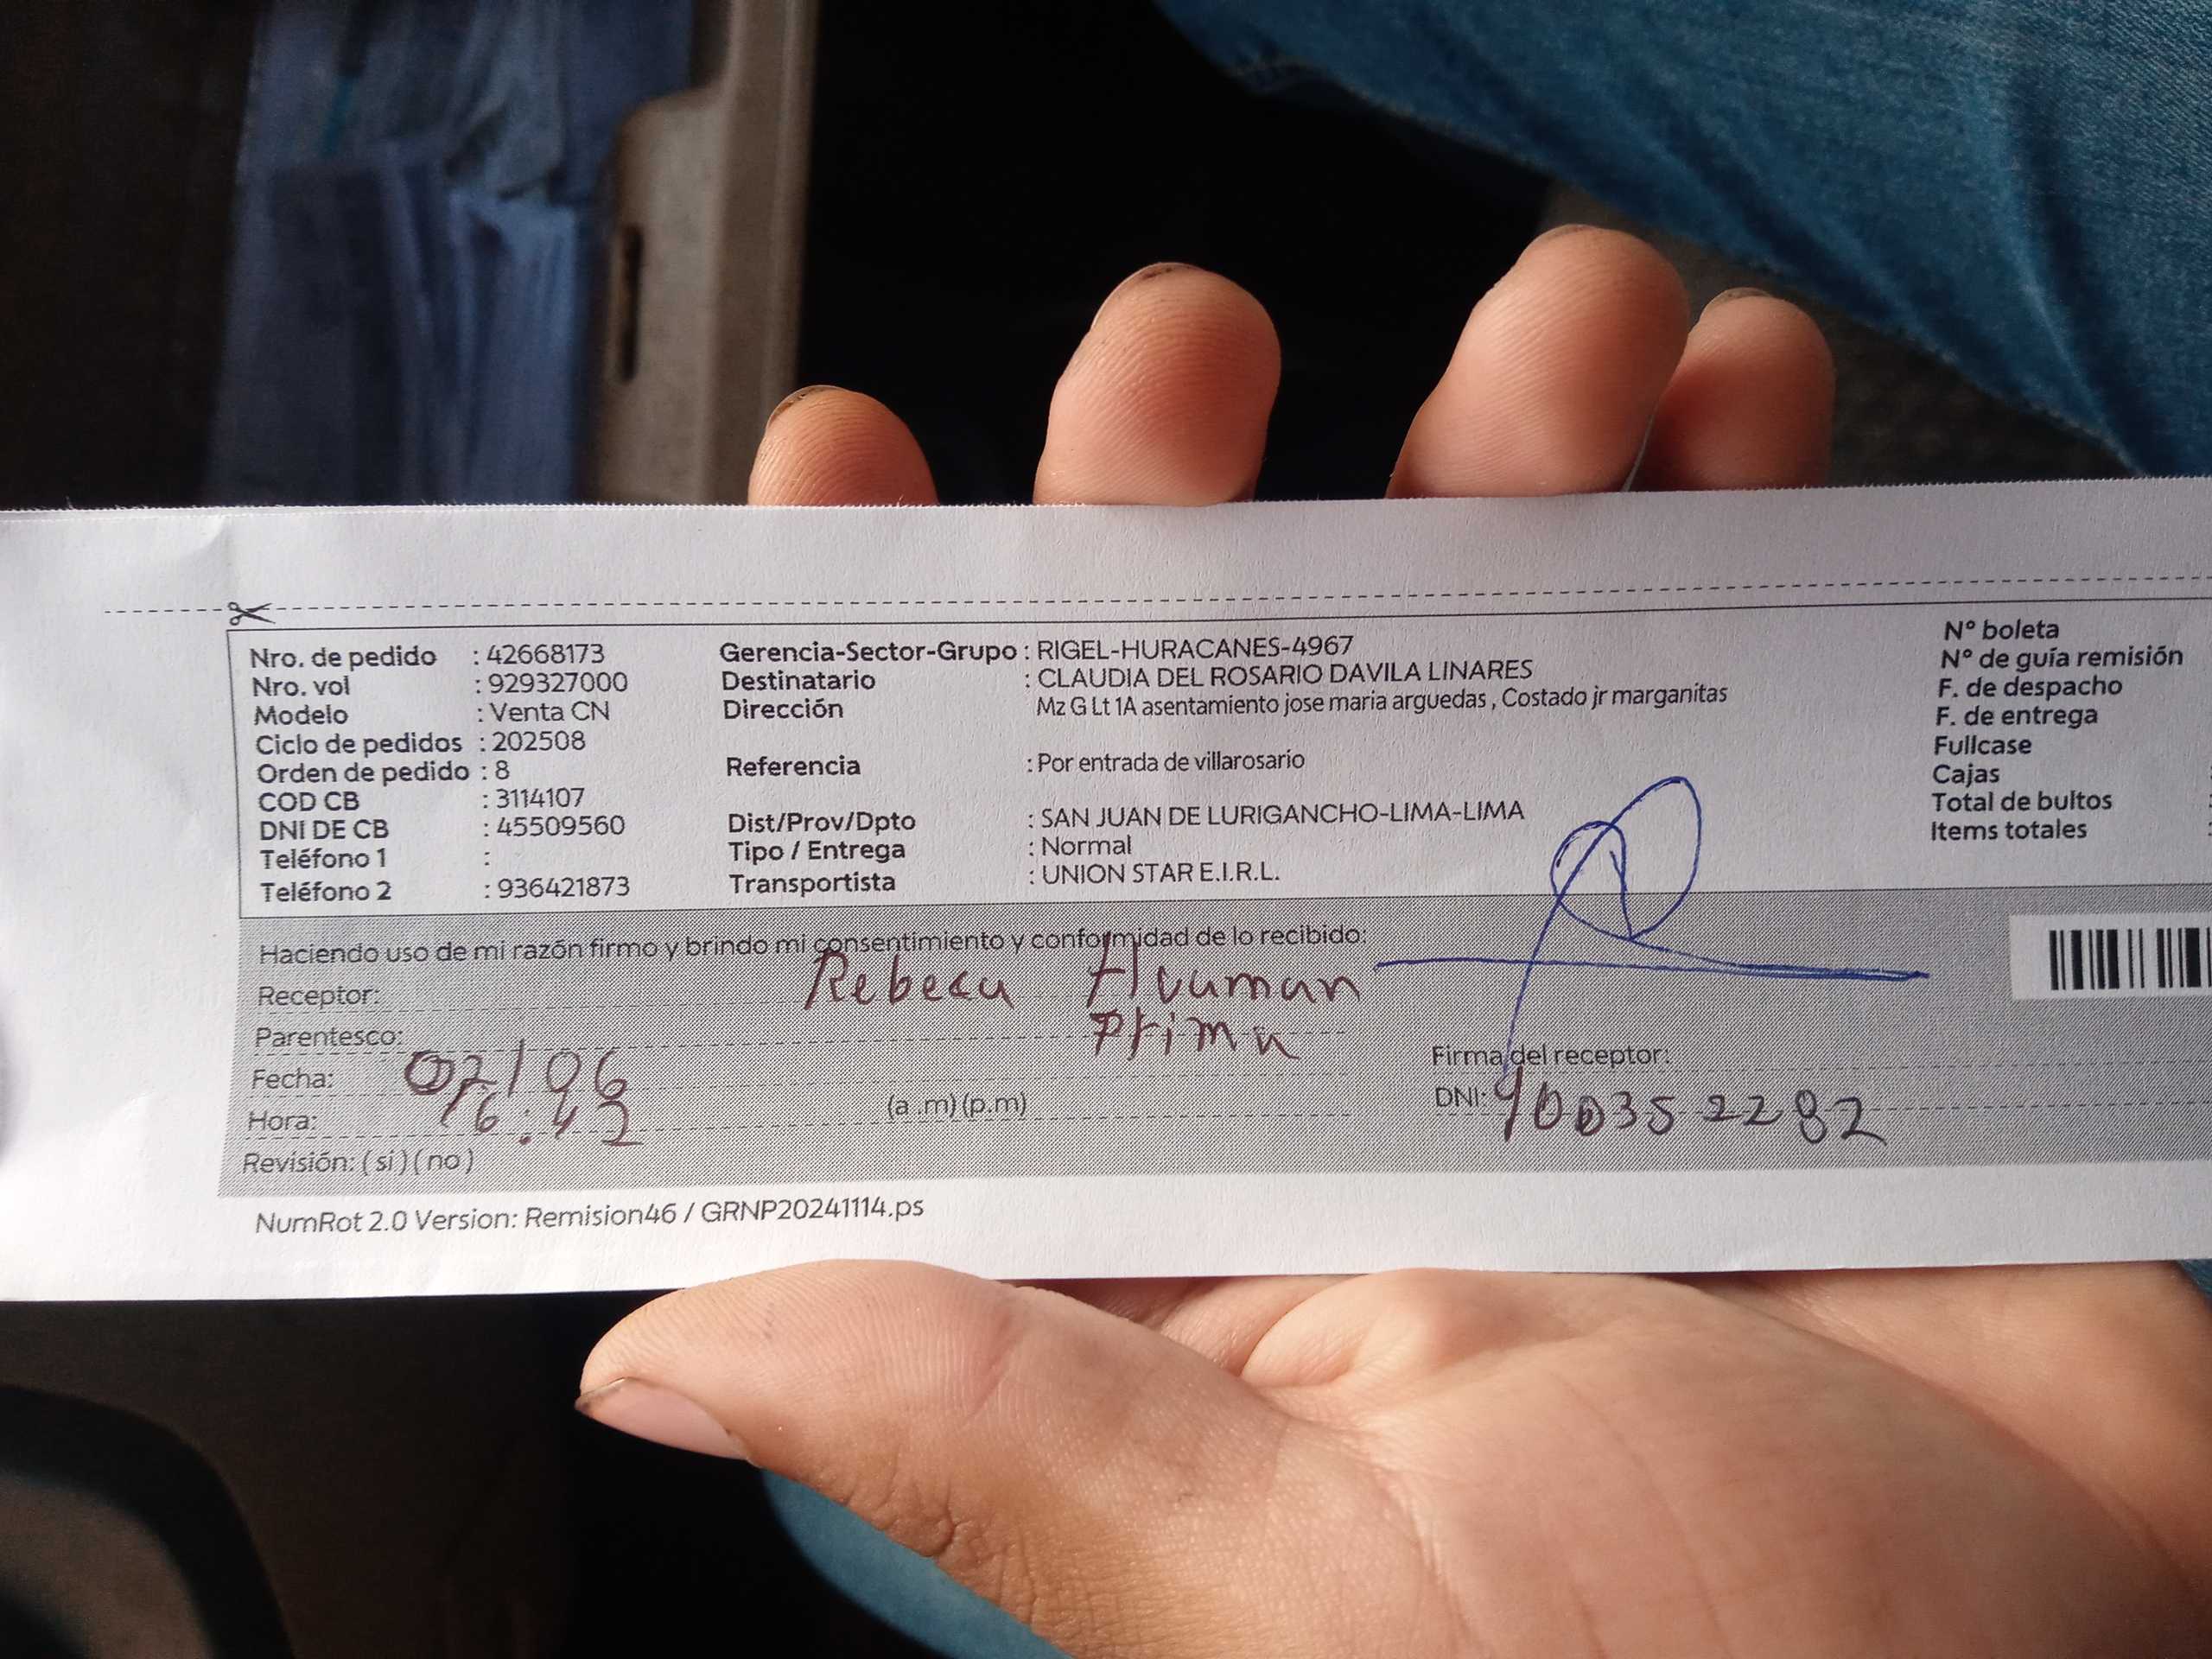 Nro. de pedido : 42668173
Nro. vol : 929327000
Modelo : Venta CN
Ciclo de pedidos : 202508
Orden de pedido : 8
COD CB : 3114107
DNI DE CB : 45509560
Teléfono 1 :
Teléfono 2 : 936421873
Gerencia-Sector-Grupo : RIGEL-HURACANES-4967
Destinatario : CLAUDIA DEL ROSARIO DAVILA LINARES
Dirección Mz G Lt 1A asentamiento jose maria arguedas , Costado jr marganitas
Referencia : Por entrada de villarosario
Dist/Prov/Dpto : SAN JUAN DE LURIGANCHO-LIMA-LIMA
Tipo / Entrega : Normal
Transportista : UNION STAR E.I.R.L.
N° boleta
N° de guía remisión
F. de despacho
F. de entrega
Fullcase
Cajas
Total de bultos
Items totales
Haciendo uso de mi razón firmo y brindo mi consentimiento y conformidad de lo recibido:
Receptor: Rebeca Huaman
Parentesco: Prima
Fecha: 02/06
Hora: 16:42 (a .m) (p.m)
Revisión: ( si ) ( no )
Firma del receptor:
DNI:
NumRot 2.0 Version: Remision46 / GRNP20241114.ps